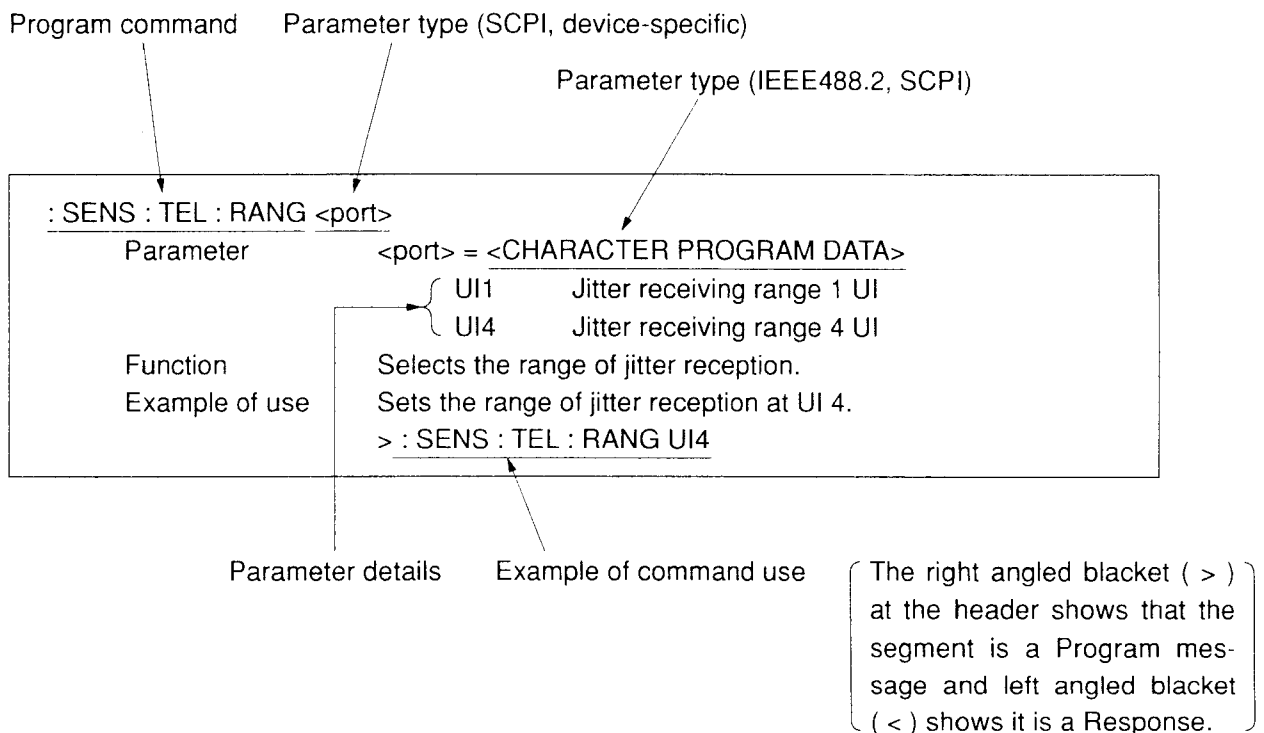 Program command Parameter type (SCPI, device-specific)
Parameter type (IEEE488.2, SCPI)
: SENS : TEL : RANG <port>
Parameter <port> = <CHARACTER PROGRAM DATA>
UI1 Jitter receiving range 1 UI
UI4 Jitter receiving range 4 UI
Function Selects the range of jitter reception.
Example of use Sets the range of jitter reception at UI 4.
> : SENS : TEL : RANG UI4
Parameter details Example of command use
The right angled blacket ( > )
at the header shows that the
segment is a Program mes-
sage and left angled blacket
( < ) shows it is a Response.